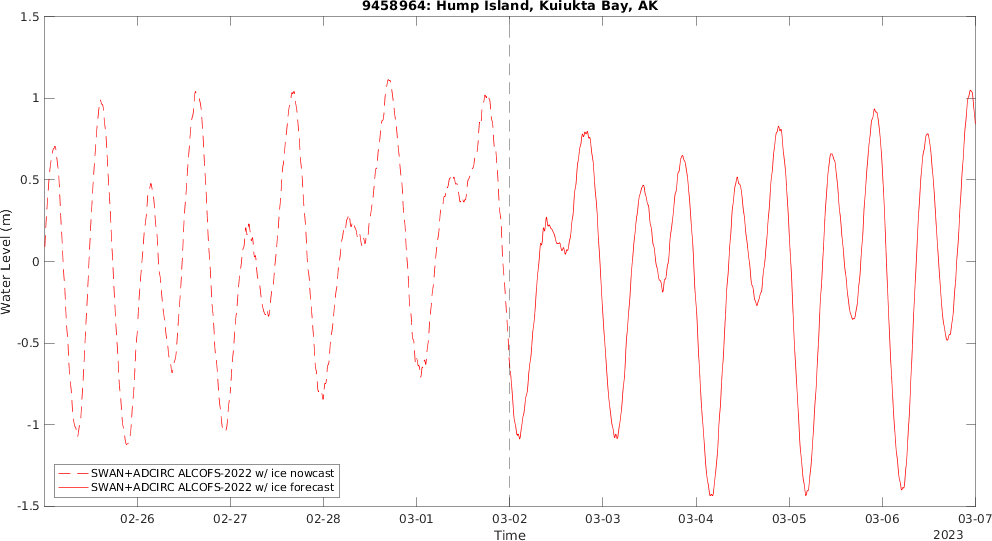 9458964: Hump Island, Kuiukta Bay, AK
1.5
1
0.5
0
-0.5
-1
-1.5
Water Level (m)
SWAN+ADCIRC ALCOFS-2022 w/ ice nowcast
SWAN+ADCIRC ALCOFS-2022 w/ ice forecast
02-26 02-27 02-28 03-01 03-02 03-03 03-04 03-05 03-06 03-07
Time
2023